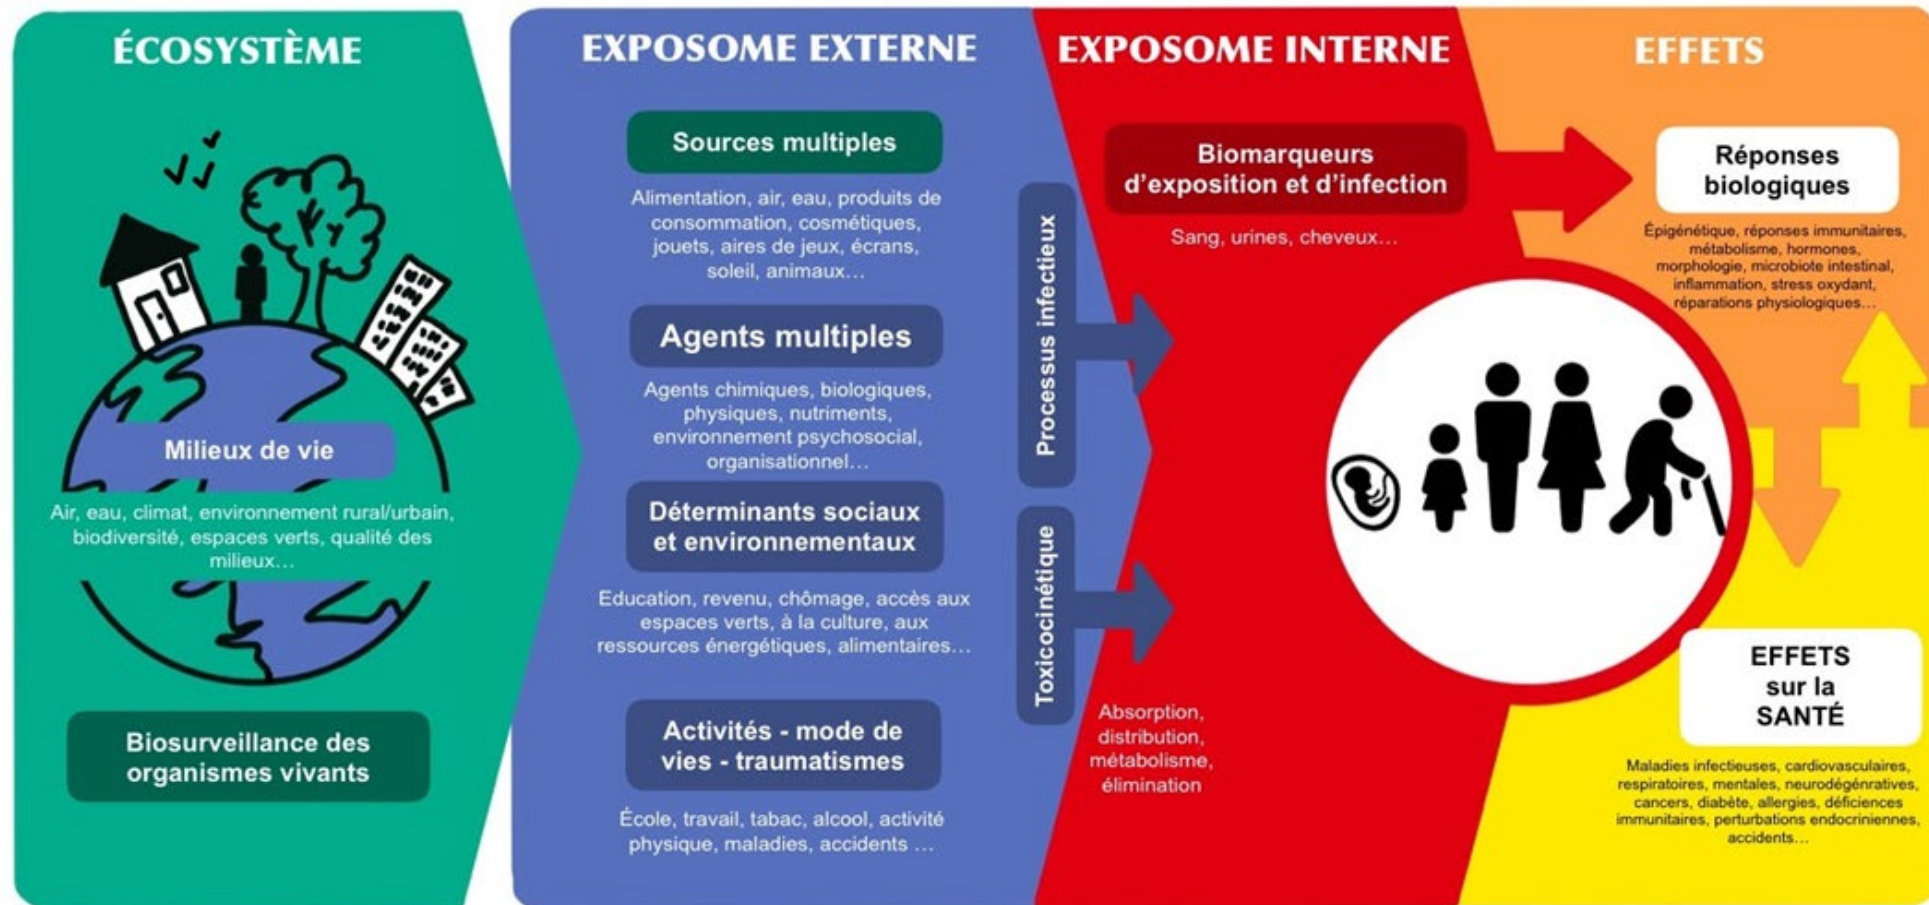 ÉCOSYSTÈME
Milieux de vie
Air, eau, climat, environnement rural/urbain,
biodiversité, espaces verts, qualité des
milieux...
Biosurveillance des
organismes vivants
EXPOSOME EXTERNE
Sources multiples
Alimentation, air, eau, produits de
consommation, cosmétiques,
jouets, aires de jeux, écrans,
soleil, animaux...
Agents multiples
Agents chimiques, biologiques,
physiques, nutriments,
environnement psychosocial,
organisationnel...
Déterminants sociaux
et environnementaux
Education, revenu, chômage, accès aux
espaces verts, à la culture, aux
ressources énergétiques, alimentaires...
Activités - mode de
vies - traumatismes
École, travail, tabac, alcool, activité
physique, maladies, accidents ...
Processus infectieux
Toxicocinétique
EXPOSOME INTERNE
Biomarqueurs
d'exposition et d'infection
Sang, urines, cheveux...
Absorption,
distribution,
métabolisme,
élimination
EFFETS
Réponses
biologiques
Épigénétique, réponses immunitaires,
métabolisme, hormones,
morphologie, microbiote intestinal,
inflammation, stress oxydant,
réparations physiologiques...
EFFETS
sur la
SANTÉ
Maladies infectieuses, cardiovasculaires,
respiratoires, mentales, neurodégénratives,
cancers, diabète, allergies, déficiences
immunitaires, perturbations endocriniennes,
accidents...